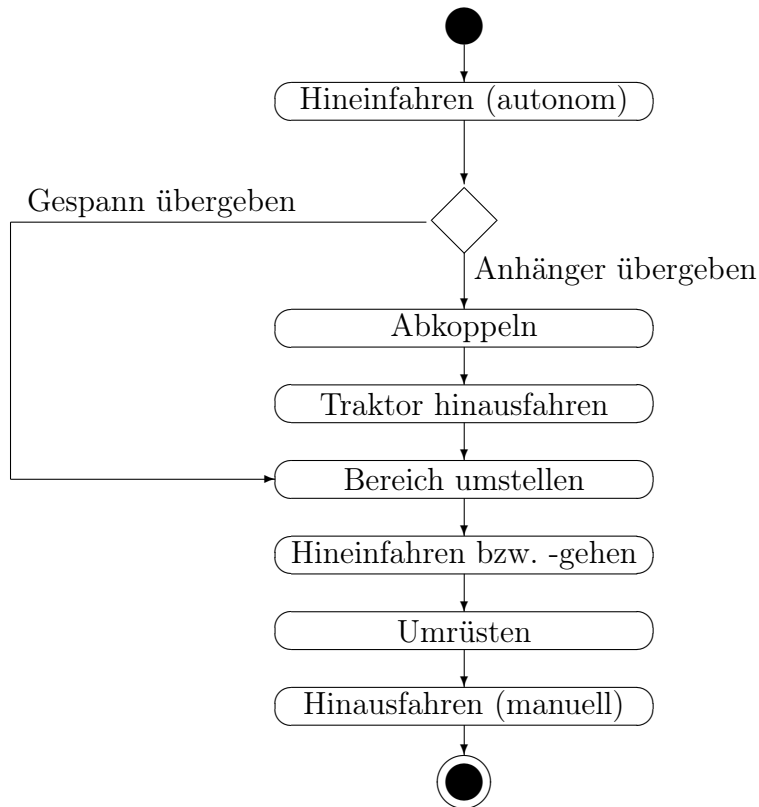 Hineinfahren (autonom)
Gespann übergeben
Anhänger übergeben
Abkoppeln
Traktor hinausfahren
Bereich umstellen
Hineinfahren bzw. -gehen
Umrüsten
Hinausfahren (manuell)